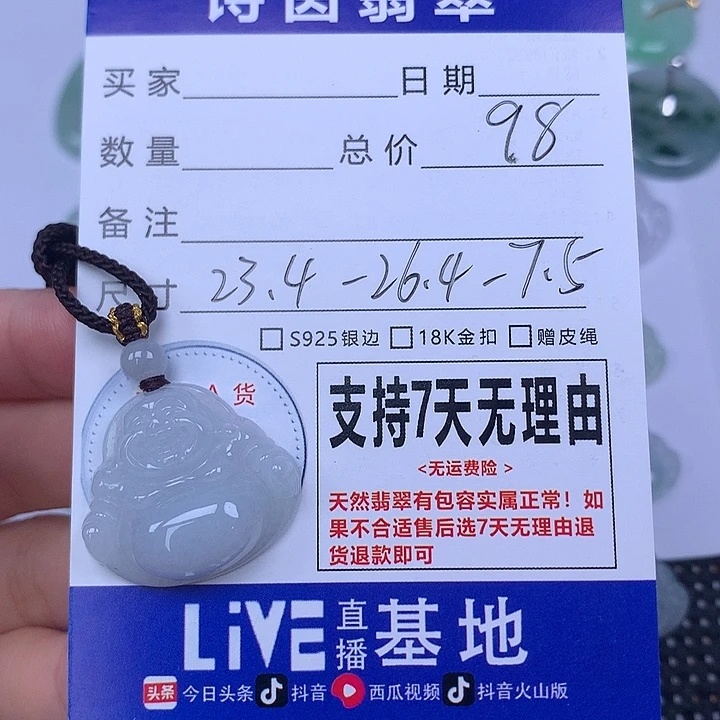 诗茵翡翠
买家 日期
数量 总价 98
备注
尺寸 23.4-26.4-7.5
S925银边 18K金扣 赠皮绳
A货
支持7天无理由
<无运费险>
天然翡翠有包容实属正常！如
果不合适售后选7天无理由退
货退款即可
LiVE 直播 基地
头条 今日头条 抖音 西瓜视频 抖音火山版